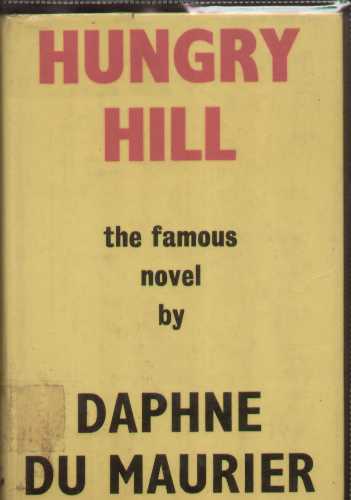 HUNGRY
HILL
the famous
novel
by
DAPHNE
DU MAURIER